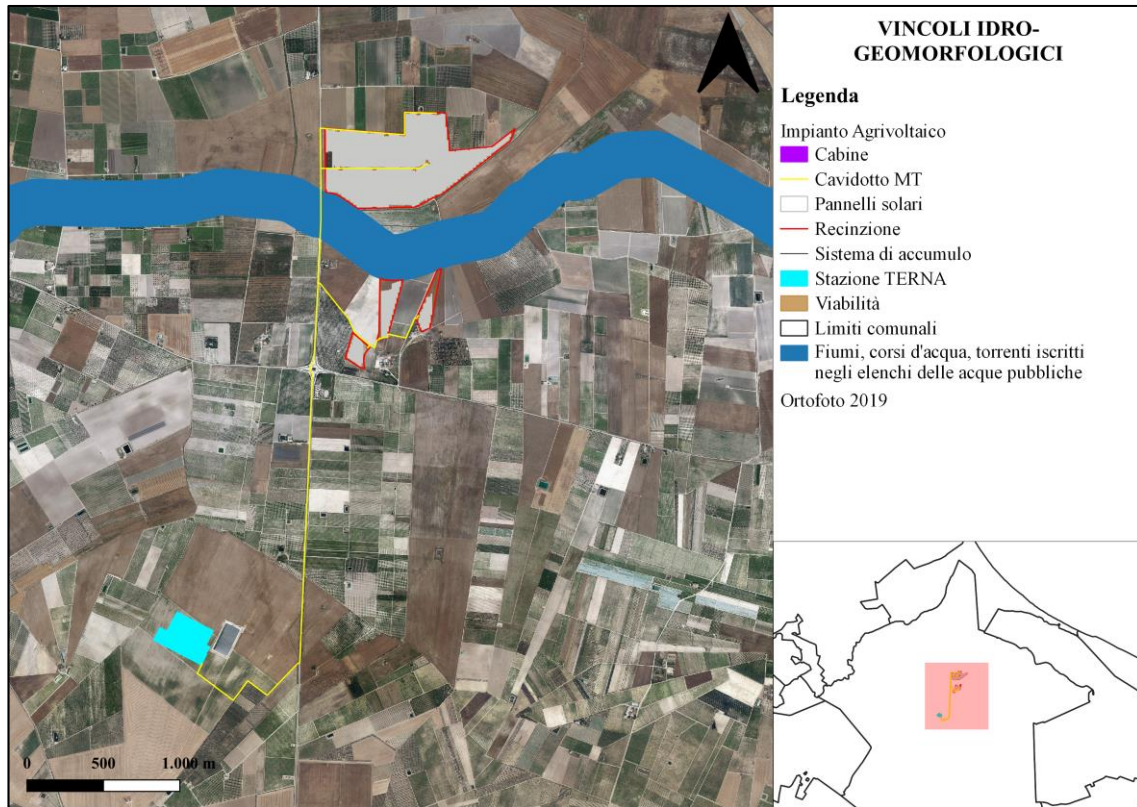 VINCOLI IDRO-
GEOMORFOLOGICI
Legenda
Impianto Agrivoltaico
Cabine
Cavidotto MT
Pannelli solari
Recinzione
Sistema di accumulo
Stazione TERNA
Viabilità
Limiti comunali
Fiumi, corsi d'acqua, torrenti iscritti
negli elenchi delle acque pubbliche
Ortofoto 2019
0 500 1.000 m